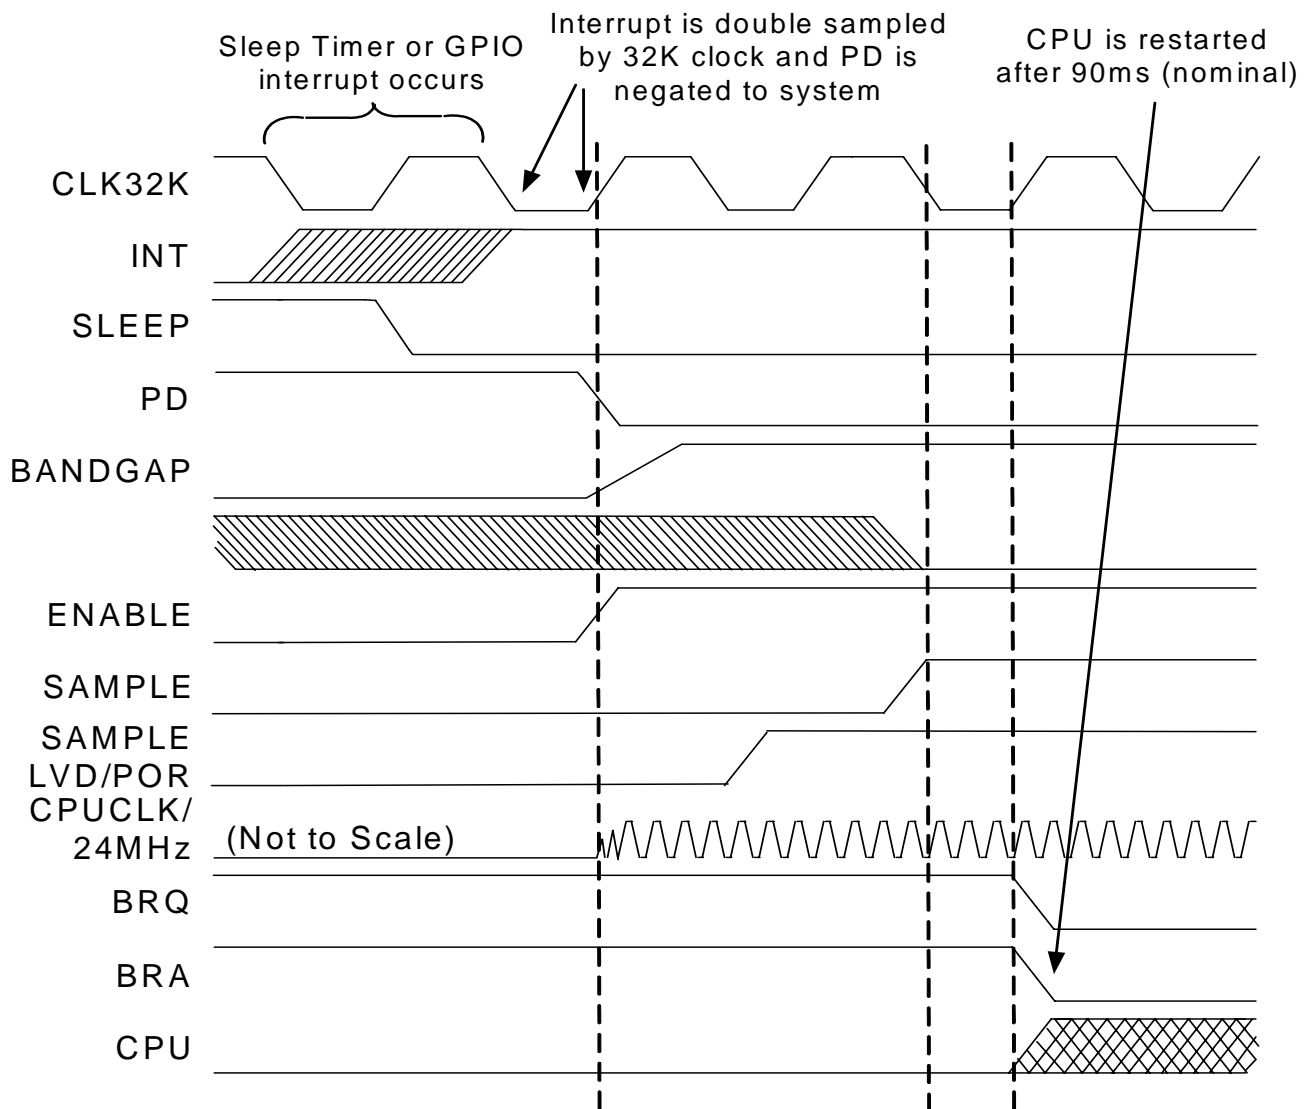 Sleep Timer or GPIO
interrupt occurs
Interrupt is double sampled
by 32K clock and PD is
negated to system
CPU is restarted
after 90ms (nominal)
CLK32K
INT
SLEEP
PD
BANDGAP
ENABLE
SAMPLE
SAMPLE
LVD/POR
CPUCLK/
24MHz
(Not to Scale)
BRQ
BRA
CPU